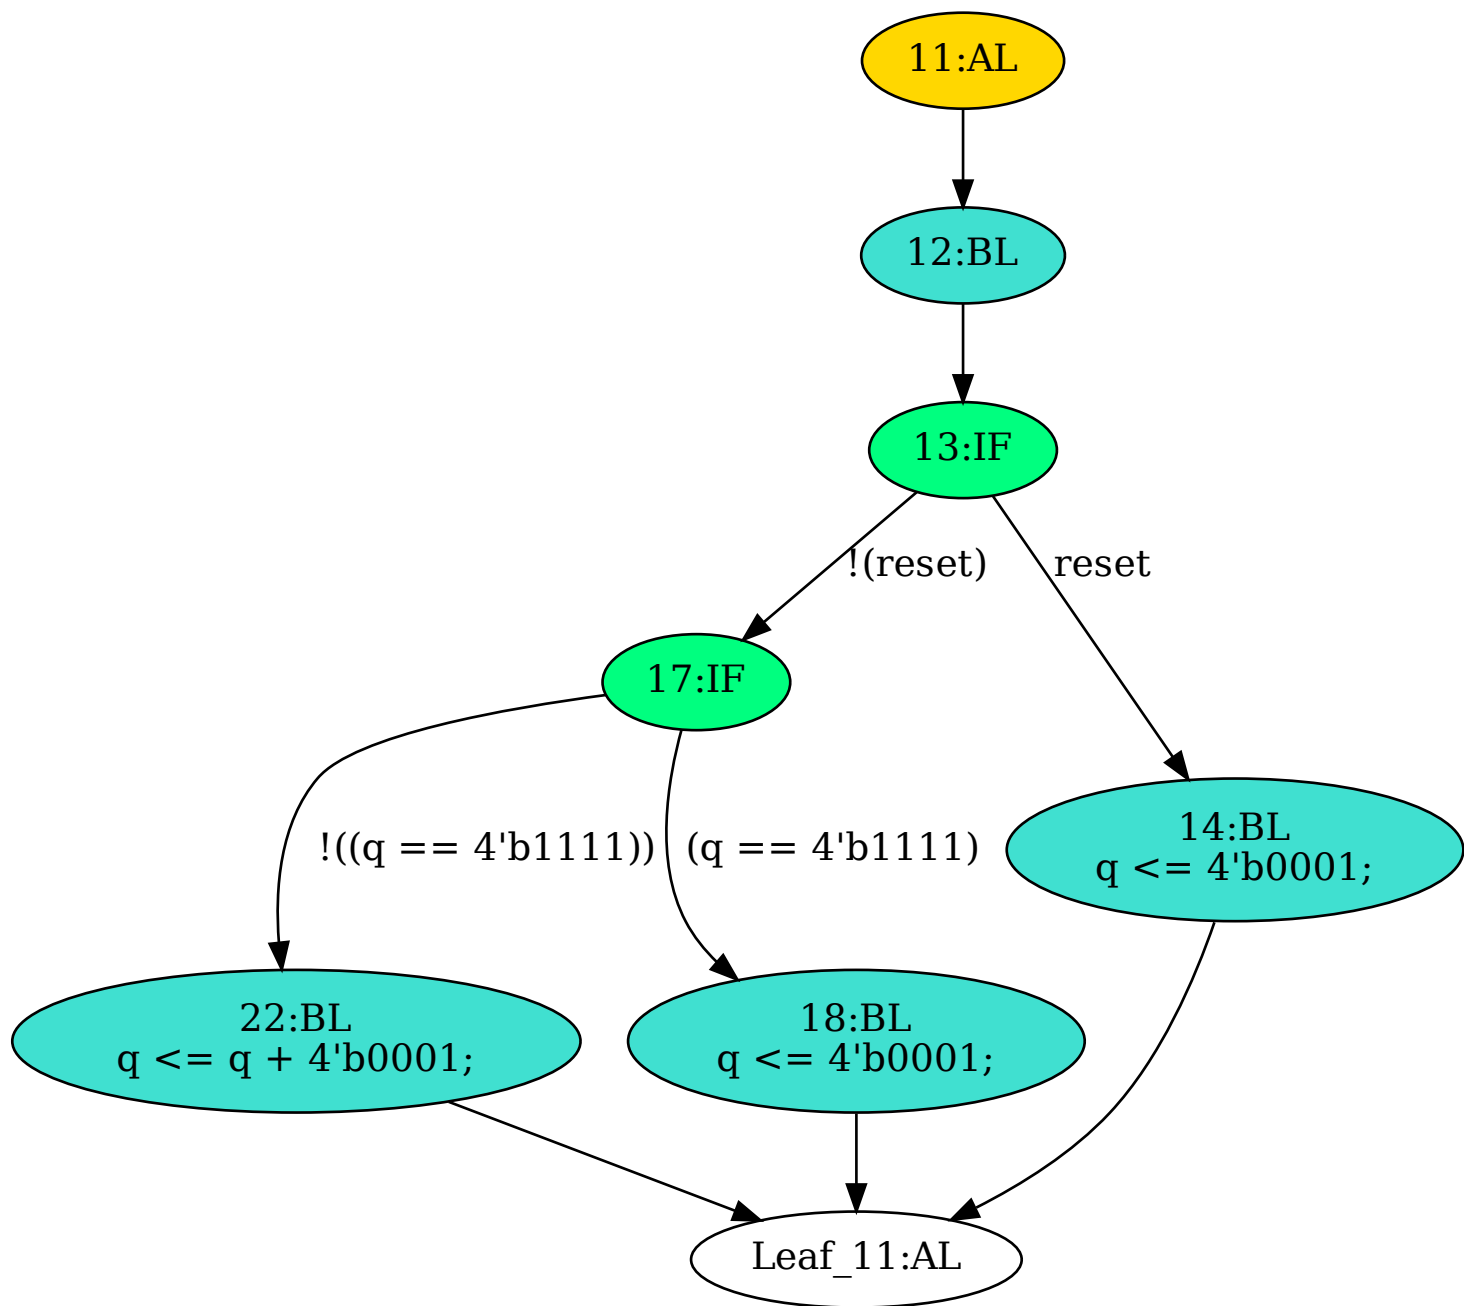 11:AL
12:BL
13:IF
!(reset)
reset
17:IF
14:BL
q <= 4'b0001;
!((q == 4'b1111))
(q == 4'b1111)
22:BL
q <= q + 4'b0001;
18:BL
q <= 4'b0001;
Leaf_11:AL